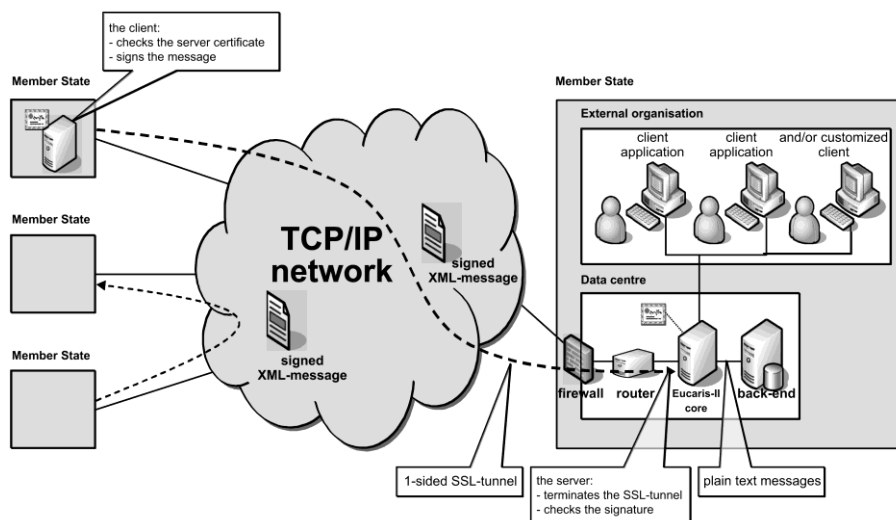 the client:
- checks the server certificate
- signs the message
Member State
Member State
Member State
TCP/IP
network
signed
XML-message
signed
XML-message
Member State
External organisation
client
application
client
application
and/or customized
client
Data centre
firewall
router
Eucaris-II
core
back-end
1-sided SSL-tunnel
the server:
- terminates the SSL-tunnel
- checks the signature
plain text messages